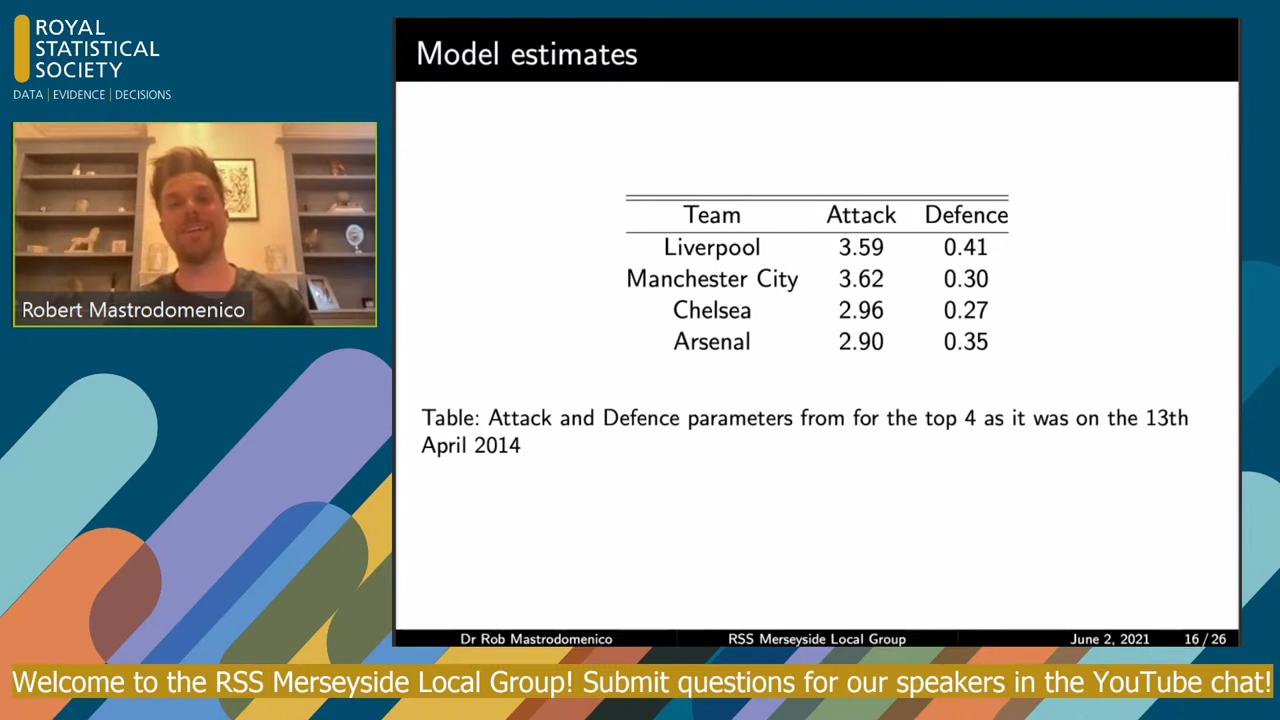 ROYAL
STATISTICAL
SOCIETY
DATA | EVIDENCE | DECISIONS
Robert Mastrodomenico
Model estimates
Team Attack Defence
Liverpool 3.59 0.41
Manchester City 3.62 0.30
Chelsea 2.96 0.27
Arsenal 2.90 0.35
Table: Attack and Defence parameters from for the top 4 as it was on the 13th
April 2014
Dr Rob Mastrodomenico RSS Merseyside Local Group June 2, 2021 16 / 26
Welcome to the RSS Merseyside Local Group! Submit questions for our speakers in the YouTube chat!